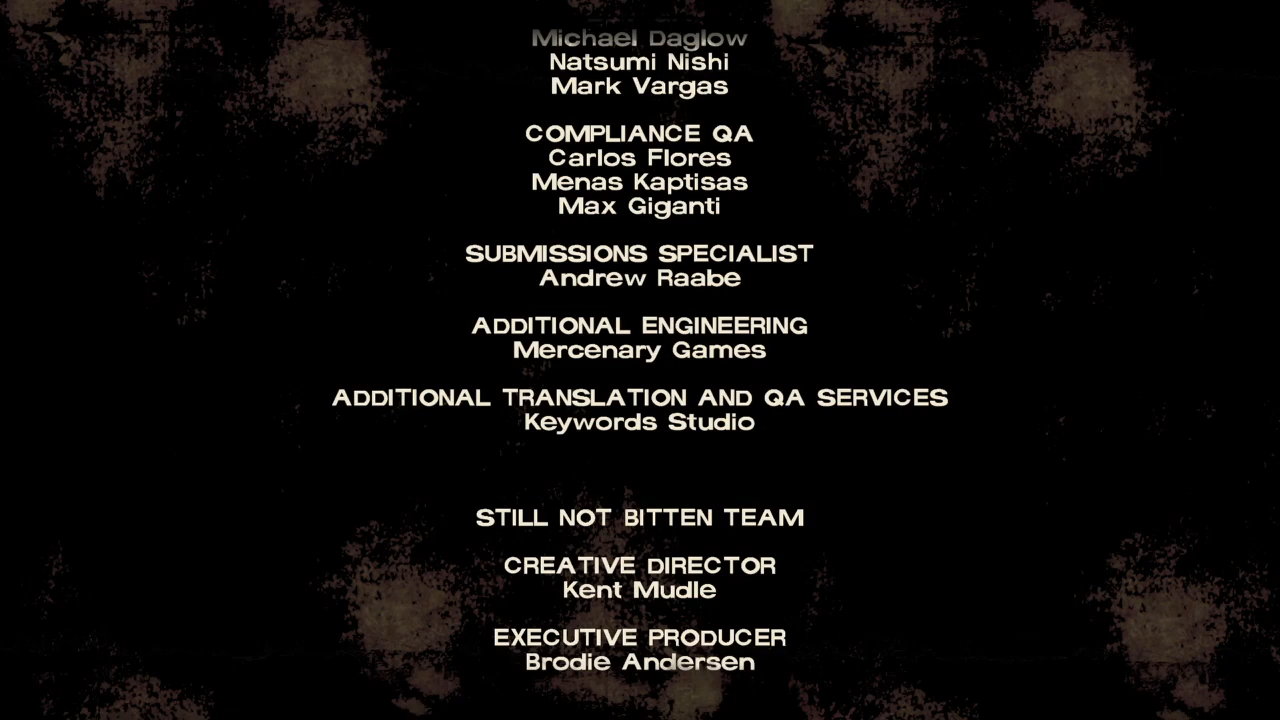 Michael Daglow
Natsumi Nishi
Mark Vargas
COMPLIANCE QA
Carlos Flores
Menas Kaptisas
Max Giganti
SUBMISSIONS SPECIALIST
Andrew Raabe
ADDITIONAL ENGINEERING
Mercenary Games
ADDITIONAL TRANSLATION AND QA SERVICES
Keywords Studio
STILL NOT BITTEN TEAM
CREATIVE DIRECTOR
Kent Mudle
EXECUTIVE PRODUCER
Brodie Andersen